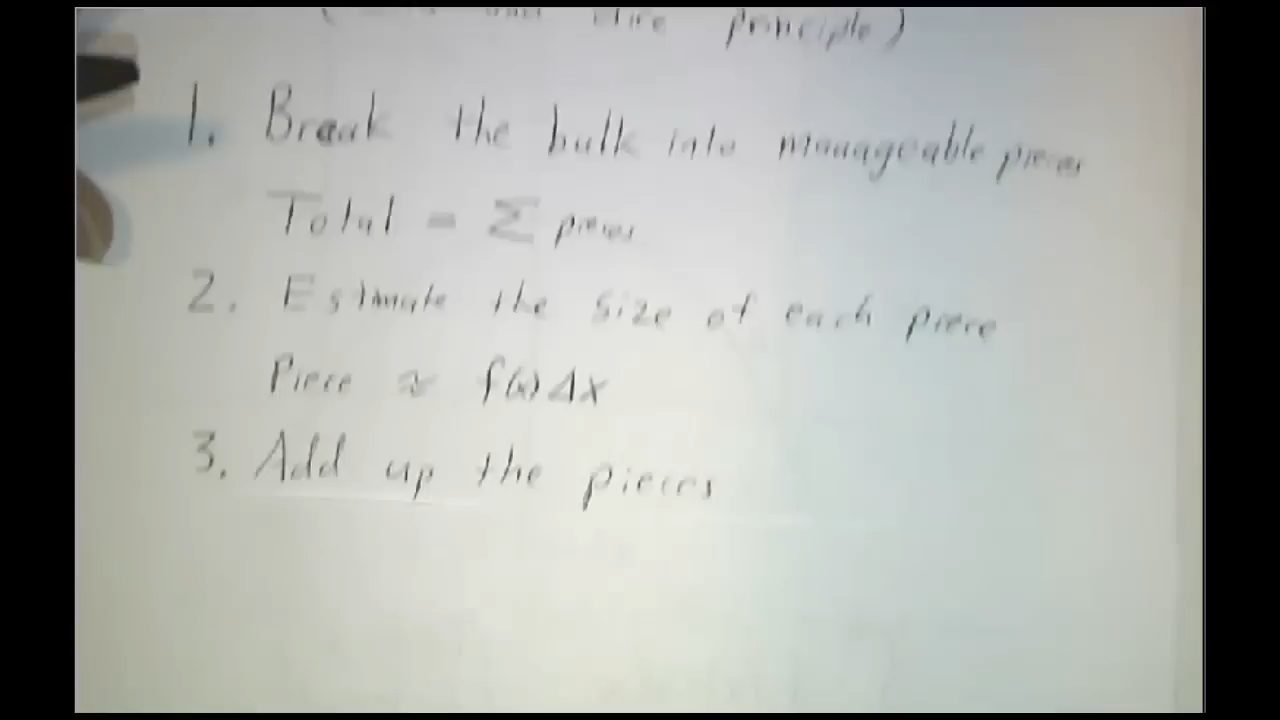 principle)
1. Break the bulk into manageable pieces
Total = Σ pieces
2. Estimate the size of each piece
Piece ≈ f(x)Δx
3. Add up the pieces